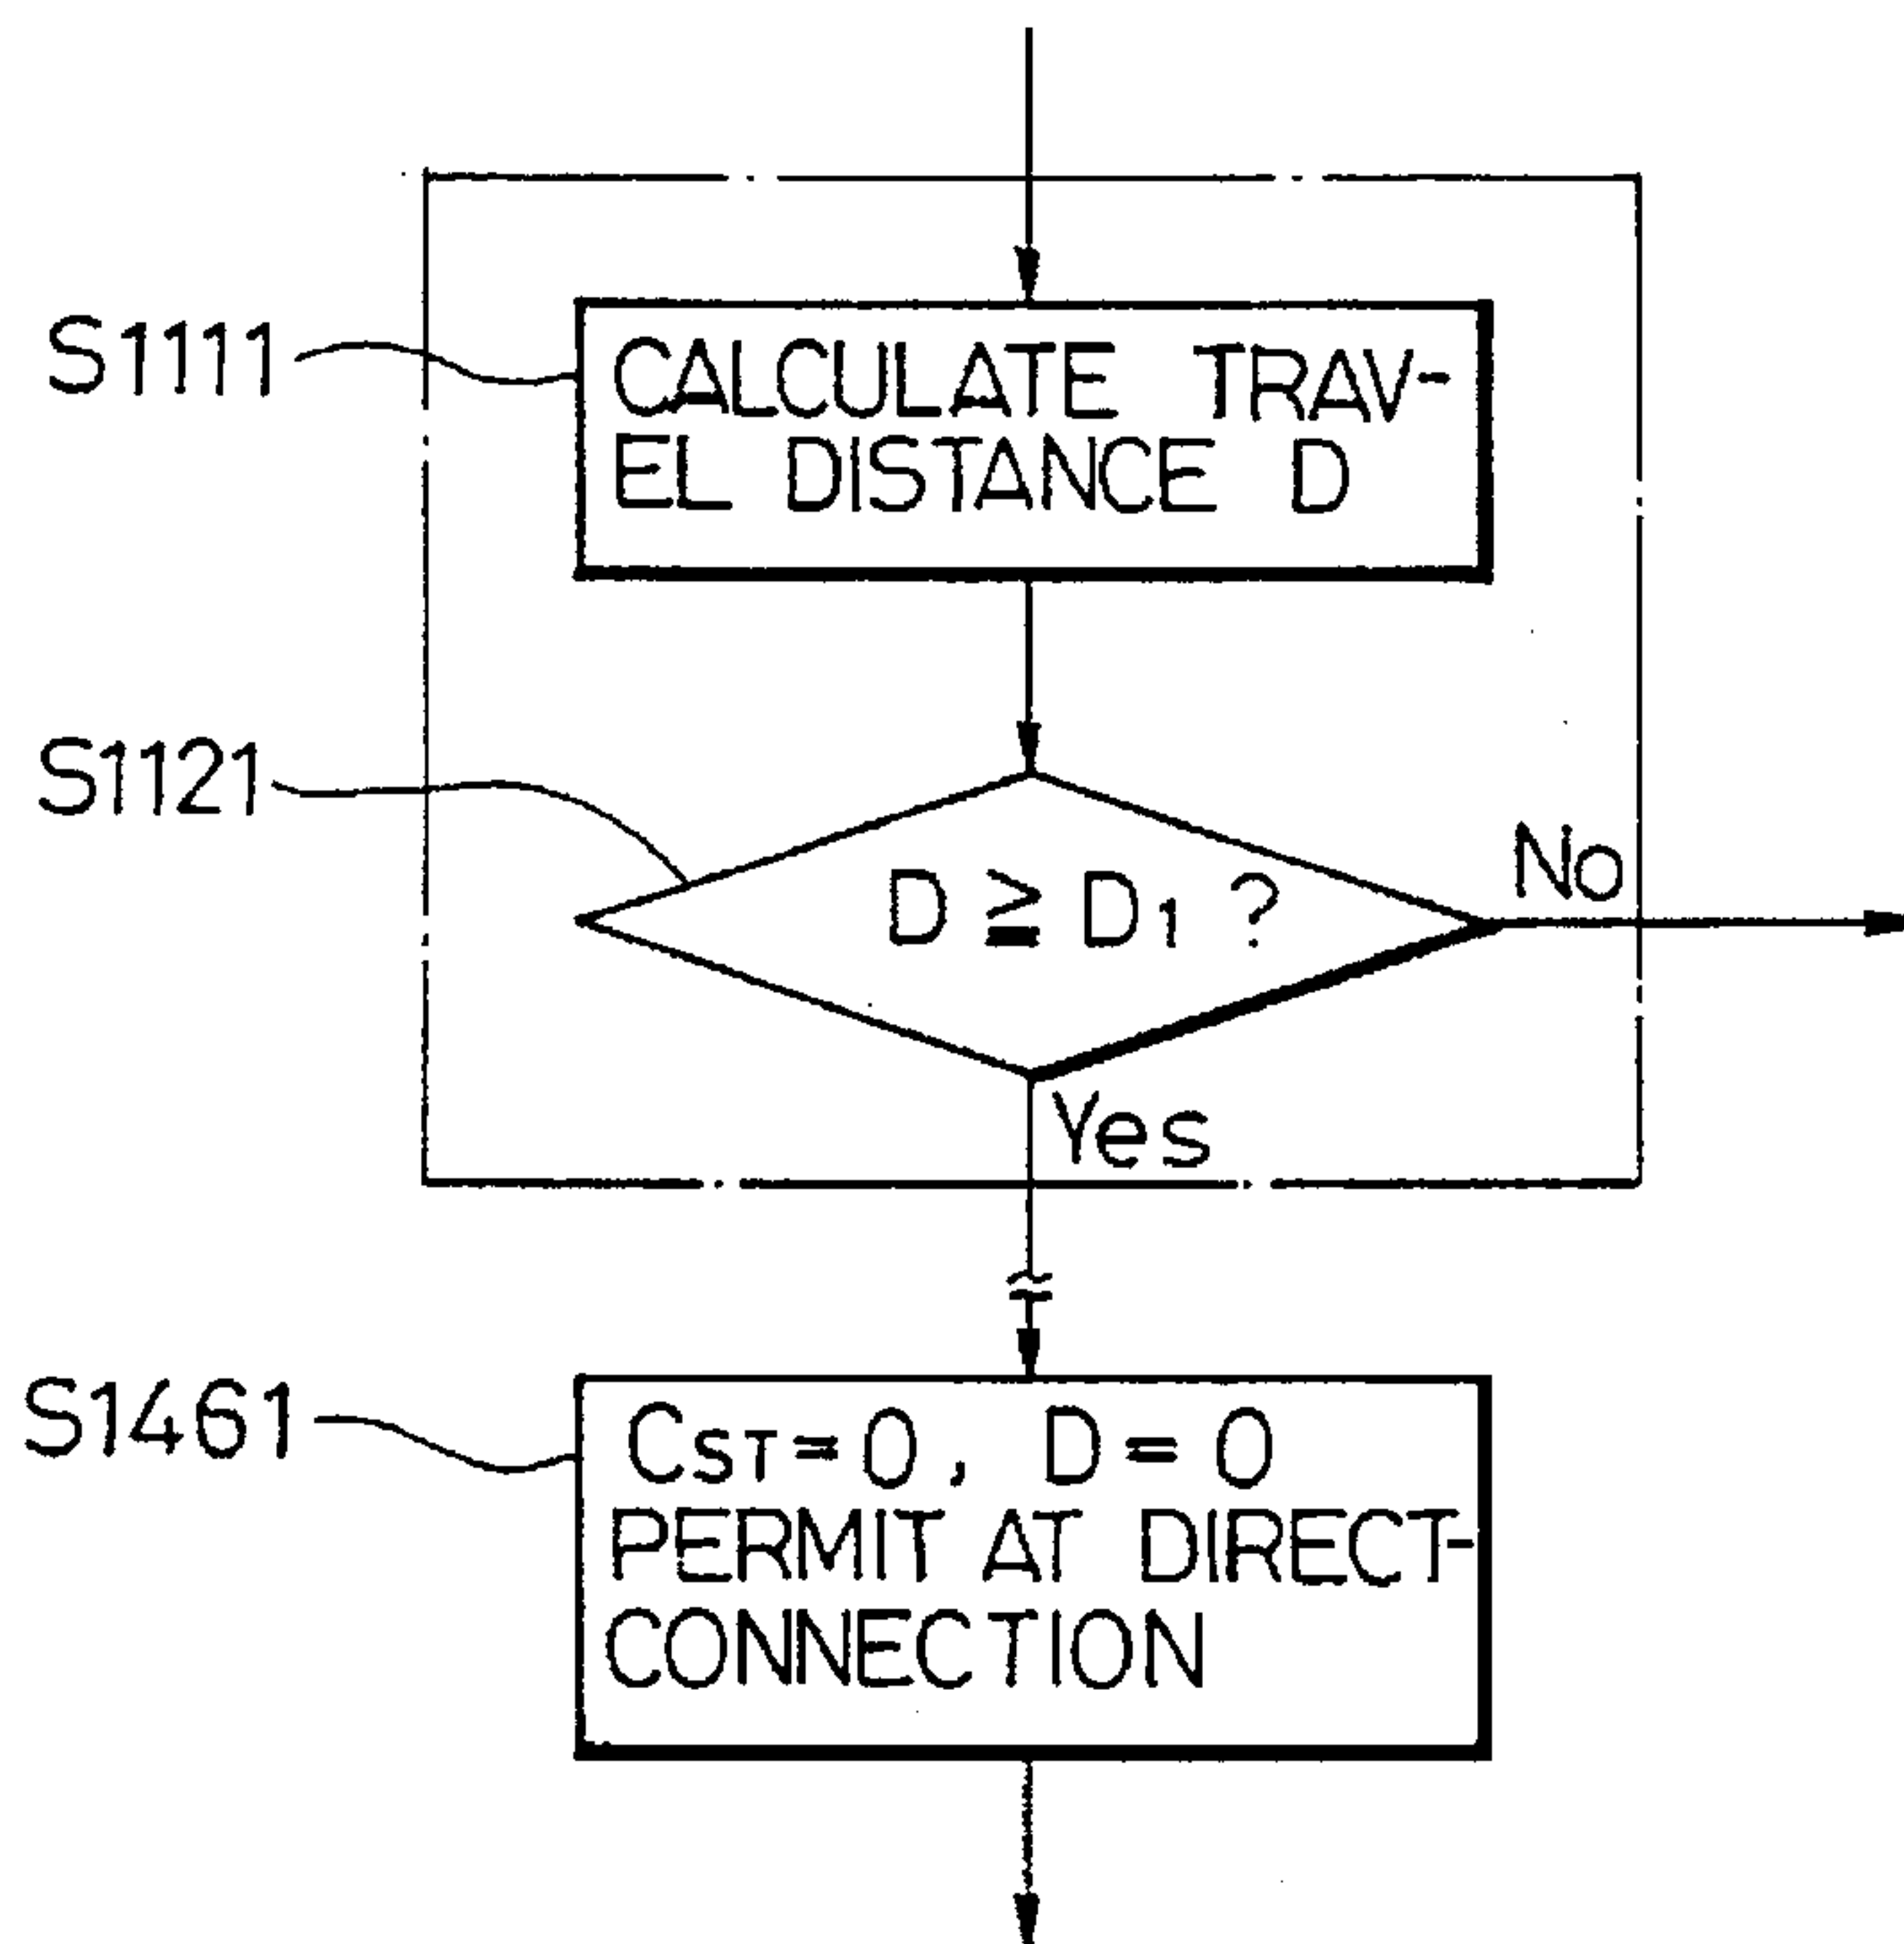 S1111
CALCULATE TRAV-
EL DISTANCE D
S1121
D ≧ D1 ?
No
Yes
S1461
CST=0, D=0
PERMIT AT DIRECT-
CONNECTION